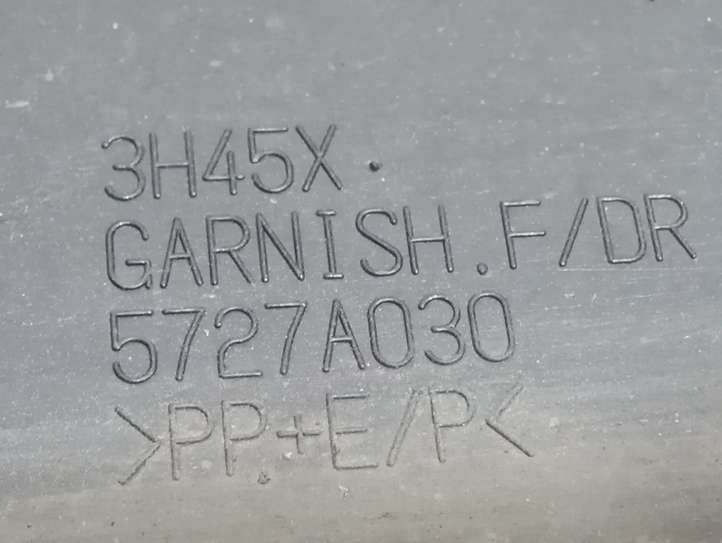 3H45X.
GARNISH.F/DR
5727A030
>PP+E/P<